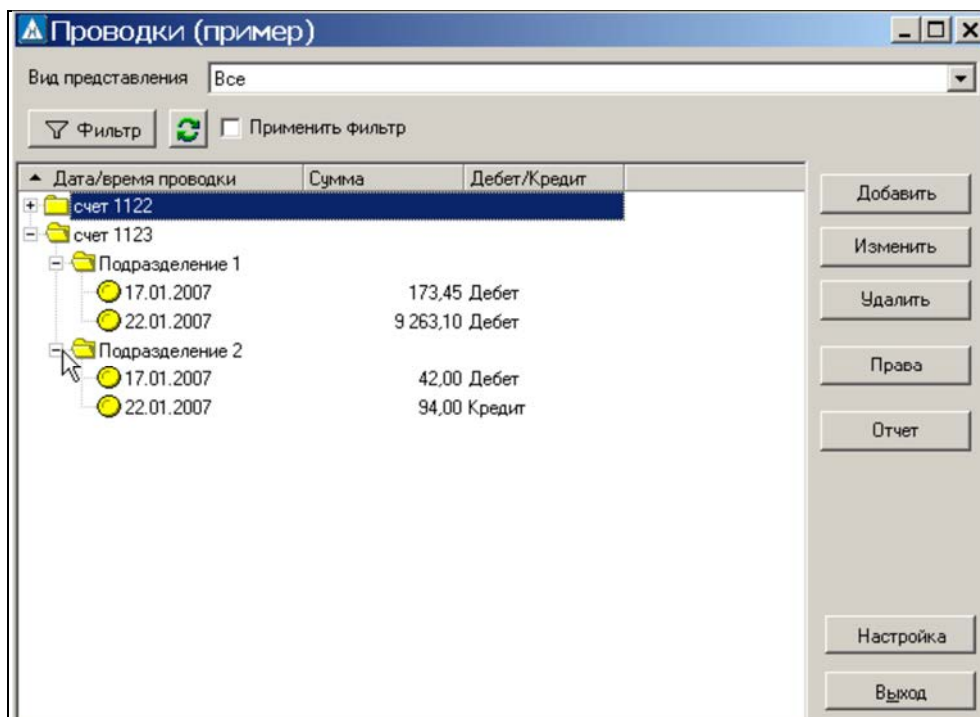 Проводки (пример)
Вид представления Все
Фильтр Применить фильтр
Дата/время проводки Сумма Дебет/Кредит
счет 1122
счет 1123
Подразделение 1
17.01.2007 173,45 Дебет
22.01.2007 9 263,10 Дебет
Подразделение 2
17.01.2007 42,00 Дебет
22.01.2007 94,00 Кредит
Добавить
Изменить
Удалить
Права
Отчет
Настройка
Выход